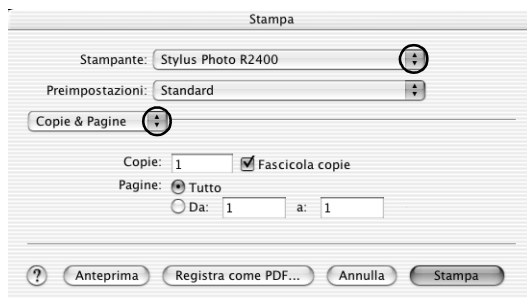 Stampa
Stampante: Stylus Photo R2400
Preimpostazioni: Standard
Copie & Pagine
Copie: 1 Fascicola copie
Pagine: Tutto
Da: 1 a: 1
? Anteprima Registra come PDF... Annulla Stampa